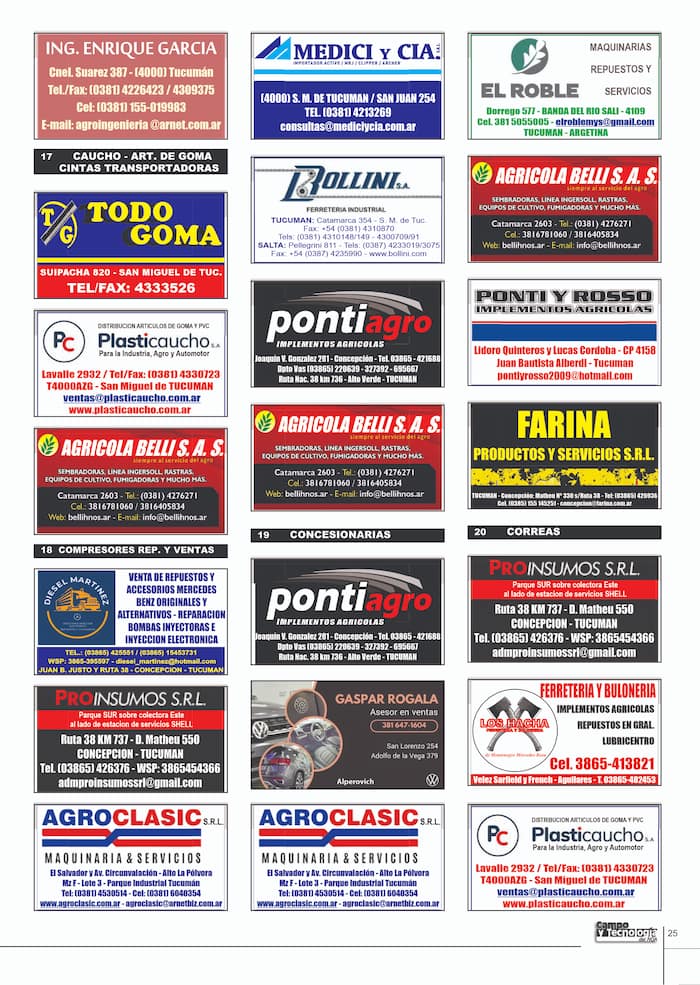 ING. ENRIQUE GARCIA
Cnel. Suarez 387 - (4000) Tucumán
Tel./Fax: (0381) 4226423 / 4309375
Cel: (0381) 155-019983
E-mail: agroingenieria @arnet.com.ar
17 CAUCHO - ART. DE GOMA
CINTAS TRANSPORTADORAS
TG TODO
GOMA
SUIPACHA 820 - SAN MIGUEL DE TUC.
TEL/FAX: 4333526
DISTRIBUCION ARTICULOS DE GOMA Y PVC
PC Plasticaucho S.A
Para la Industria, Agro y Automotor
Lavalle 2932 / Tel/Fax: (0381) 4330723
T4000AZG - San Miguel de TUCUMAN
ventas@plasticaucho.com.ar
www.plasticaucho.com.ar
AGRICOLA BELLI S. A. S.
siempre al servicio del agro
SEMBRADORAS, LINEA INGERSOLL, RASTRAS,
EQUIPOS DE CULTIVO, FUMIGADORAS Y MUCHO MÁS.
Catamarca 2603 - Tel.: (0381) 4276271
Cel.: 3816781060 / 3816405834
Web: bellihnos.ar - E-mail: info@bellihnos.ar
18 COMPRESORES REP. Y VENTAS
DIESEL MARTINEZ
VENTA DE REPUESTOS Y
ACCESORIOS MERCEDES
BENZ ORIGINALES Y
ALTERNATIVOS - REPARACION
BOMBAS INYECTORAS E
INYECCION ELECTRONICA
TEL.: (03865) 425551 / (03865) 15453731
WSP: 3865-395597 - diesel_martinez@hotmail.com
JUAN B. JUSTO Y RUTA 38 - CONCEPCION - TUCUMAN
PROINSUMOS S.R.L.
Parque SUR sobre colectora Este
al lado de estacion de servicios SHELL
Ruta 38 KM 737 - D. Matheu 550
CONCEPCION - TUCUMAN
Tel. (03865) 426376 - WSP: 3865454366
admproinsumossrl@gmail.com
AGROCLASIC S.R.L.
MAQUINARIA & SERVICIOS
El Salvador y Av. Circunvalación - Alto La Pólvora
Mz F - Lote 3 - Parque Industrial Tucumán
Tel: (0381) 4530514 - Cel: (0381) 6040354
www.agroclasic.com.ar - agroclasic@arnetbiz.com.ar
MEDICI Y CIA. S.R.L.
IMPORTADOR ACTIVO / WRJ / CLIPPER / ARCHER
(4000) S. M. DE TUCUMAN / SAN JUAN 254
TEL. (0381) 4213269
consultas@mediciycia.com.ar
BOLLINI S.A.
FERRETERIA INDUSTRIAL
TUCUMAN: Catamarca 354 - S. M. de Tuc.
Fax: +54 (0381) 4310870
Tels: (0381) 4310148/149 - 4300709/91
SALTA: Pellegrini 811 - Tels: (0387) 4233019/3075
Fax: +54 (0387) 4235990 - www.bollini.com
pontiagro
IMPLEMENTOS AGRICOLAS
Joaquin V. Gonzalez 291 - Concepción - Tel. 03865 - 421688
Dpto Vas (03865) 220639 - 327392 - 695667
Ruta Nac. 38 km 736 - Alto Verde - TUCUMAN
AGRICOLA BELLI S. A. S.
siempre al servicio del agro
SEMBRADORAS, LINEA INGERSOLL, RASTRAS,
EQUIPOS DE CULTIVO, FUMIGADORAS Y MUCHO MÁS.
Catamarca 2603 - Tel.: (0381) 4276271
Cel.: 3816781060 / 3816405834
Web: bellihnos.ar - E-mail: info@bellihnos.ar
19 CONCESIONARIAS
pontiagro
IMPLEMENTOS AGRICOLAS
Joaquin V. Gonzalez 291 - Concepción - Tel. 03865 - 421688
Dpto Vas (03865) 220639 - 327392 - 695667
Ruta Nac. 38 km 736 - Alto Verde - TUCUMAN
GASPAR ROGALA
Asesor en ventas
381 647-1604
San Lorenzo 254
Adolfo de la Vega 379
Alperovich
AGROCLASIC S.R.L.
MAQUINARIA & SERVICIOS
El Salvador y Av. Circunvalación - Alto La Pólvora
Mz F - Lote 3 - Parque Industrial Tucumán
Tel: (0381) 4530514 - Cel: (0381) 6040354
www.agroclasic.com.ar - agroclasic@arnetbiz.com.ar
EL ROBLE
MAQUINARIAS
REPUESTOS Y
SERVICIOS
Dorrego 577 - BANDA DEL RIO SALI - 4109
Cel. 381 5055005 - elroblemys@gmail.com
TUCUMAN - ARGETINA
AGRICOLA BELLI S. A. S.
siempre al servicio del agro
SEMBRADORAS, LINEA INGERSOLL, RASTRAS,
EQUIPOS DE CULTIVO, FUMIGADORAS Y MUCHO MÁS.
Catamarca 2603 - Tel.: (0381) 4276271
Cel.: 3816781060 / 3816405834
Web: bellihnos.ar - E-mail: info@bellihnos.ar
PONTI Y ROSSO
IMPLEMENTOS AGRICOLAS
Lidoro Quinteros y Lucas Cordoba - CP 4158
Juan Bautista Alberdi - Tucuman
pontiyrosso2009@hotmail.com
FARINA
PRODUCTOS Y SERVICIOS S.R.L.
TUCUMAN - Concepción: Matheu Nº 330 s/Ruta 38 - Tel: (03865) 426936
Cel: (03865) 155 145251 - concepcion@farina.com.ar
20 CORREAS
PROINSUMOS S.R.L.
Parque SUR sobre colectora Este
al lado de estacion de servicios SHELL
Ruta 38 KM 737 - D. Matheu 550
CONCEPCION - TUCUMAN
Tel. (03865) 426376 - WSP: 3865454366
admproinsumossrl@gmail.com
FERRETERIA Y BULONERIA
LOS HACHA
IMPLEMENTOS AGRICOLAS
REPUESTOS EN GRAL.
LUBRICENTRO
Cel. 3865-413821
Velez Sarfield y French - Aguilares - T. 03865-482453
DISTRIBUCION ARTICULOS DE GOMA Y PVC
PC Plasticaucho S.A
Para la Industria, Agro y Automotor
Lavalle 2932 / Tel/Fax: (0381) 4330723
T4000AZG - San Miguel de TUCUMAN
ventas@plasticaucho.com.ar
www.plasticaucho.com.ar
Campo
Y Tecnología
del NOA
25